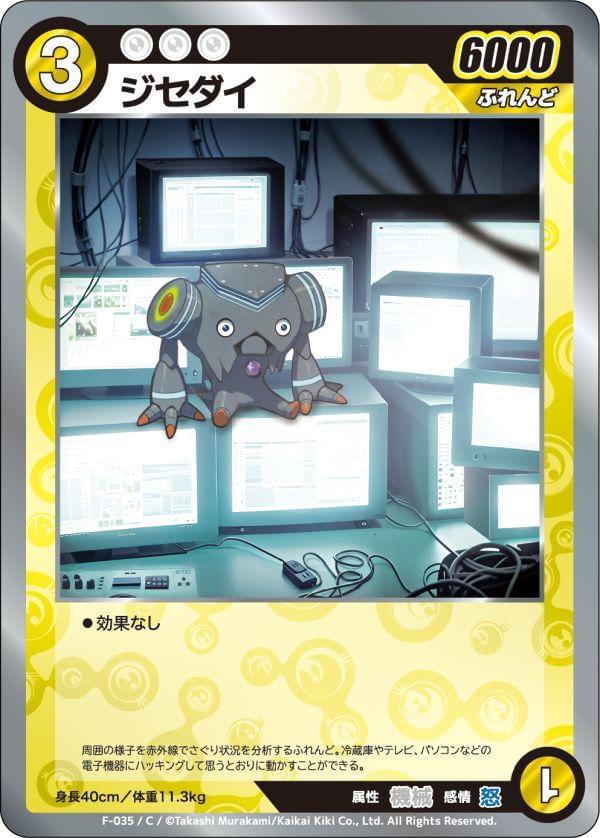 3
ジセダイ
6000
ふれんど
●効果なし
周囲の様子を赤外線でさぐり状況を分析するふれんど。冷蔵庫やテレビ、パソコンなどの
電子機器にハッキングして思うとおりに動かすことができる。
身長40cm/体重11.3kg
属性 機械 感情 怒
F-035 / C / ©Takashi Murakami/Kaikai Kiki Co., Ltd. All Rights Reserved.